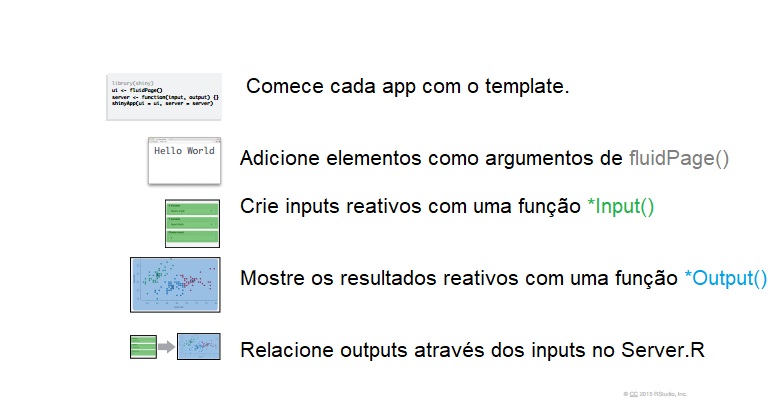 library(shiny)
ui <- fluidPage()
server <- function(input, output) {}
shinyApp(ui = ui, server = server)
Comece cada app com o template.
Hello World
Adicione elementos como argumentos de fluidPage()
Crie inputs reativos com uma função *Input()
Mostre os resultados reativos com uma função *Output()
Relacione outputs através dos inputs no Server.R
© CC 2015 RStudio, Inc.